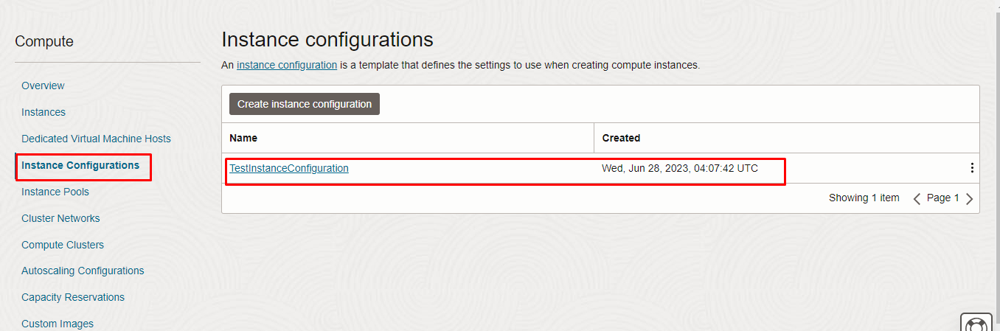 Compute
Overview
Instances
Dedicated Virtual Machine Hosts
Instance Configurations
Instance Pools
Cluster Networks
Compute Clusters
Autoscaling Configurations
Capacity Reservations
Custom Images
Instance configurations
An instance configuration is a template that defines the settings to use when creating compute instances.
Create instance configuration
Name Created
TestInstanceConfiguration Wed, Jun 28, 2023, 04:07:42 UTC
Showing 1 item Page 1